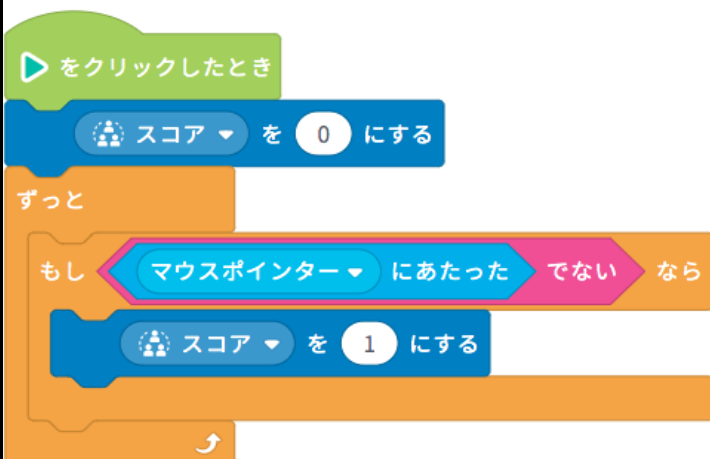 をクリックしたとき
スコア を 0 にする
ずっと
もし マウスポインター にあたった でない なら
スコア を 1 にする